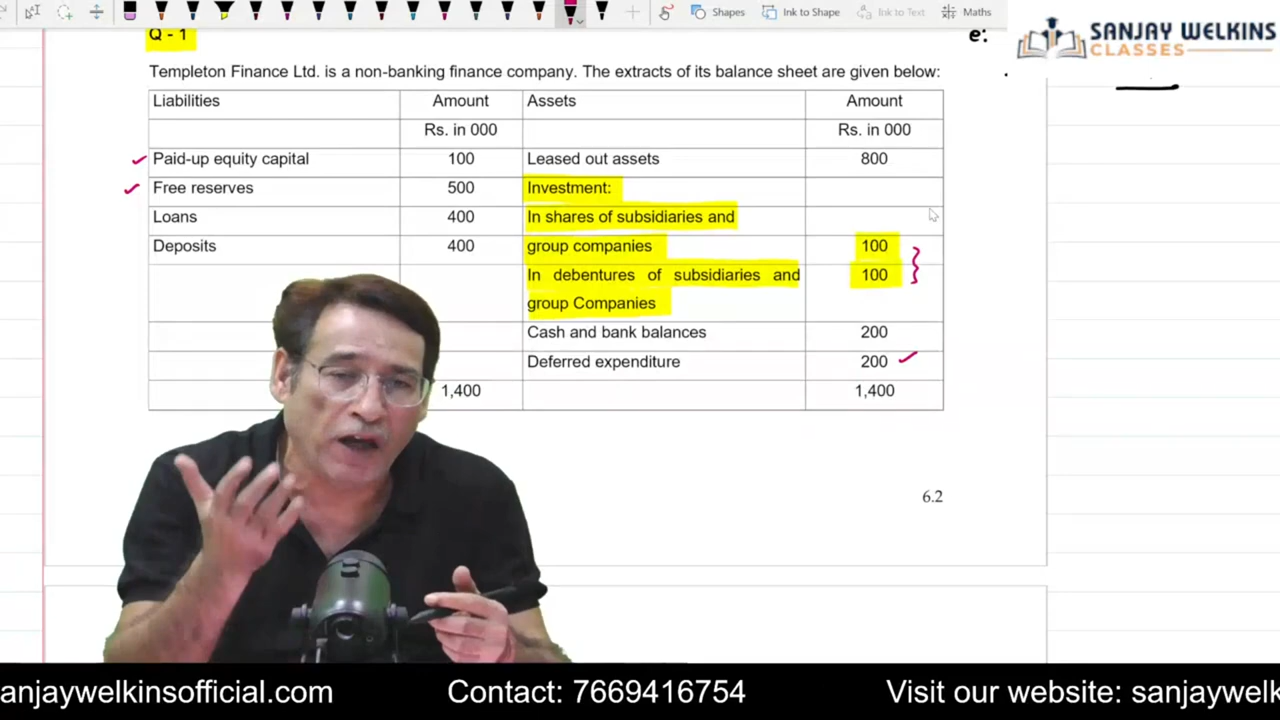 Shapes Ink to Shape Ink to Text Maths
SANJAY WELKINS
CLASSES
Q - 1
e:
Templeton Finance Ltd. is a non-banking finance company. The extracts of its balance sheet are given below:
Liabilities Amount Assets Amount
Rs. in 000 Rs. in 000
Paid-up equity capital 100 Leased out assets 800
Free reserves 500 Investment:
Loans 400 In shares of subsidiaries and
Deposits 400 group companies 100
In debentures of subsidiaries and 100
group Companies
Cash and bank balances 200
Deferred expenditure 200
1,400 1,400
6.2
anjaywelkinsofficial.com Contact: 7669416754 Visit our website: sanjaywelk